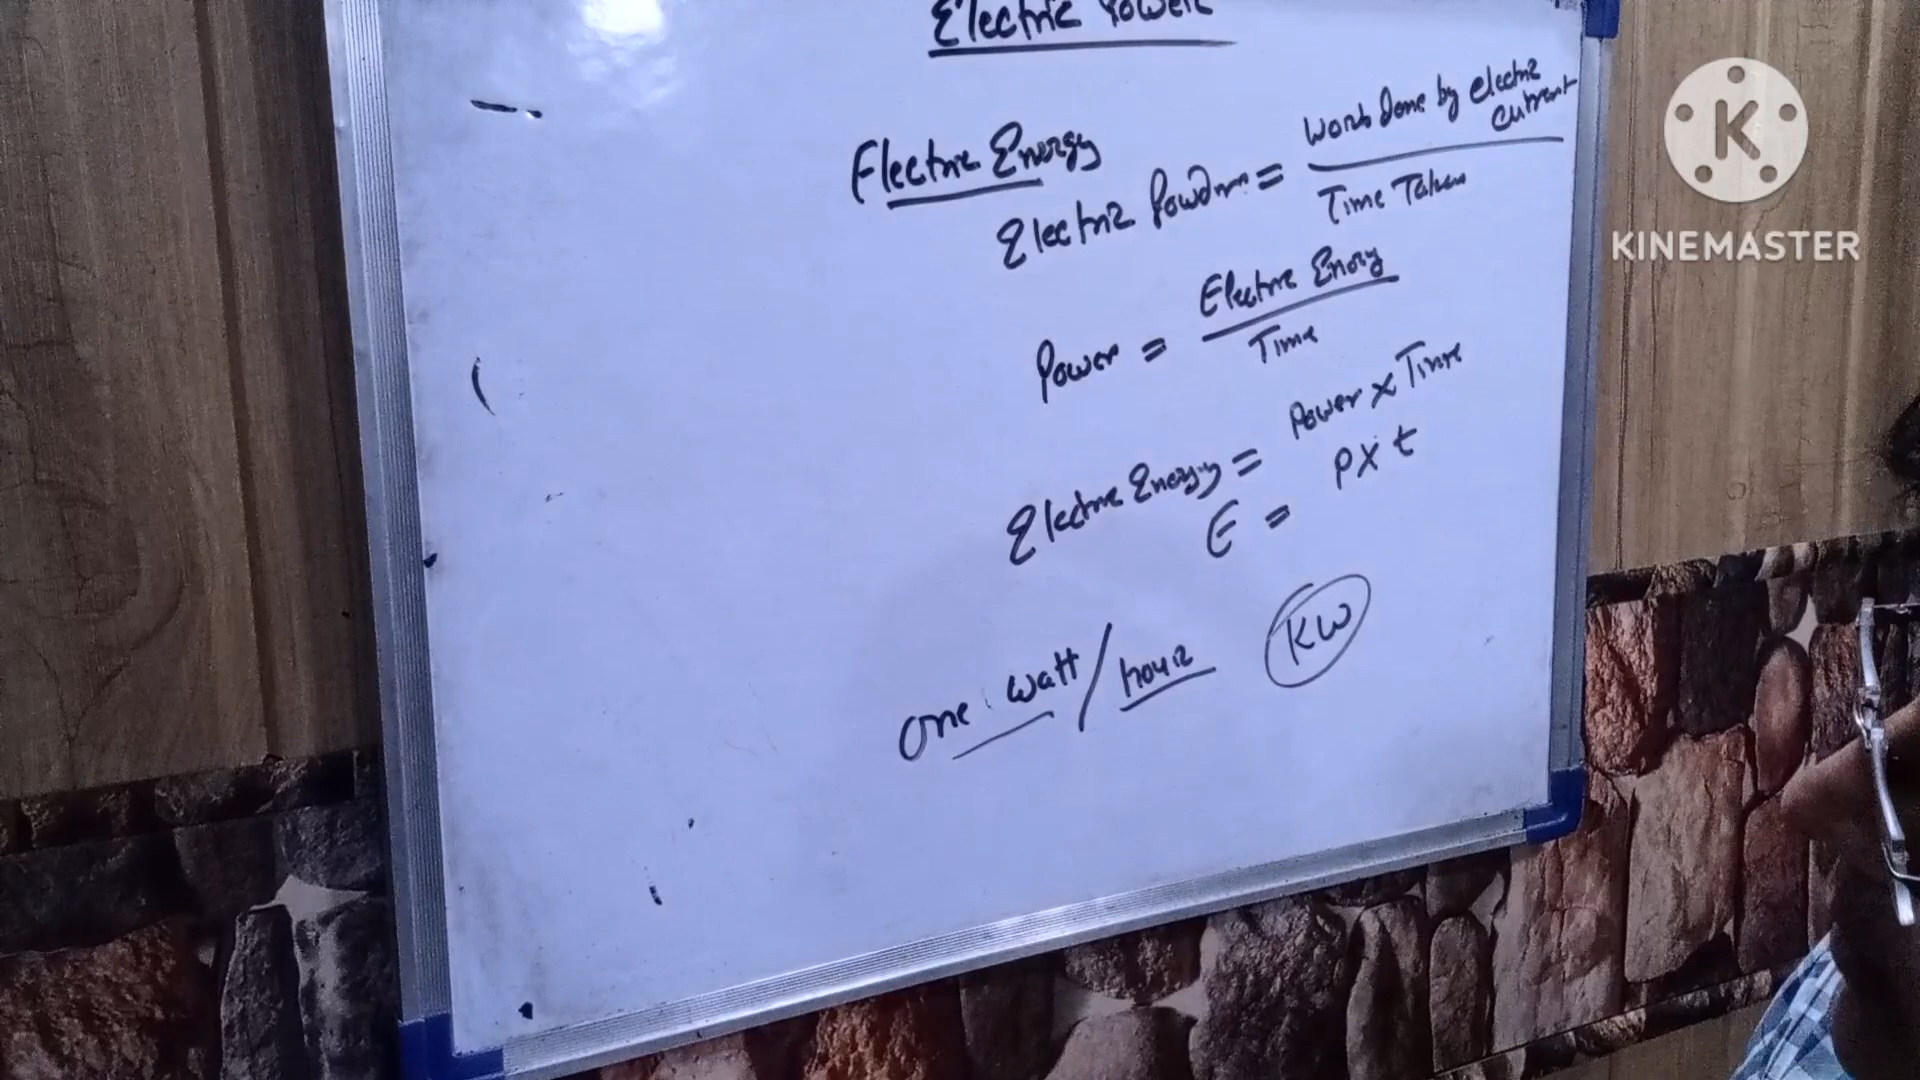 Electric Power
Electric Energy
Electric Power = Work done by electric current
Time Taken
Power = Electric Energy
Time
Electric Energy = Power x Time
E = P x t
one watt / hour KW
K
KINEMASTER